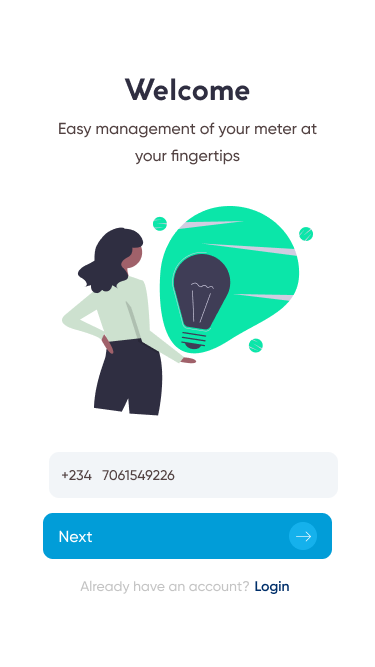 Welcome
Easy management of your meter at
your fingertips
+234 7061549226
Next
Already have an account? Login